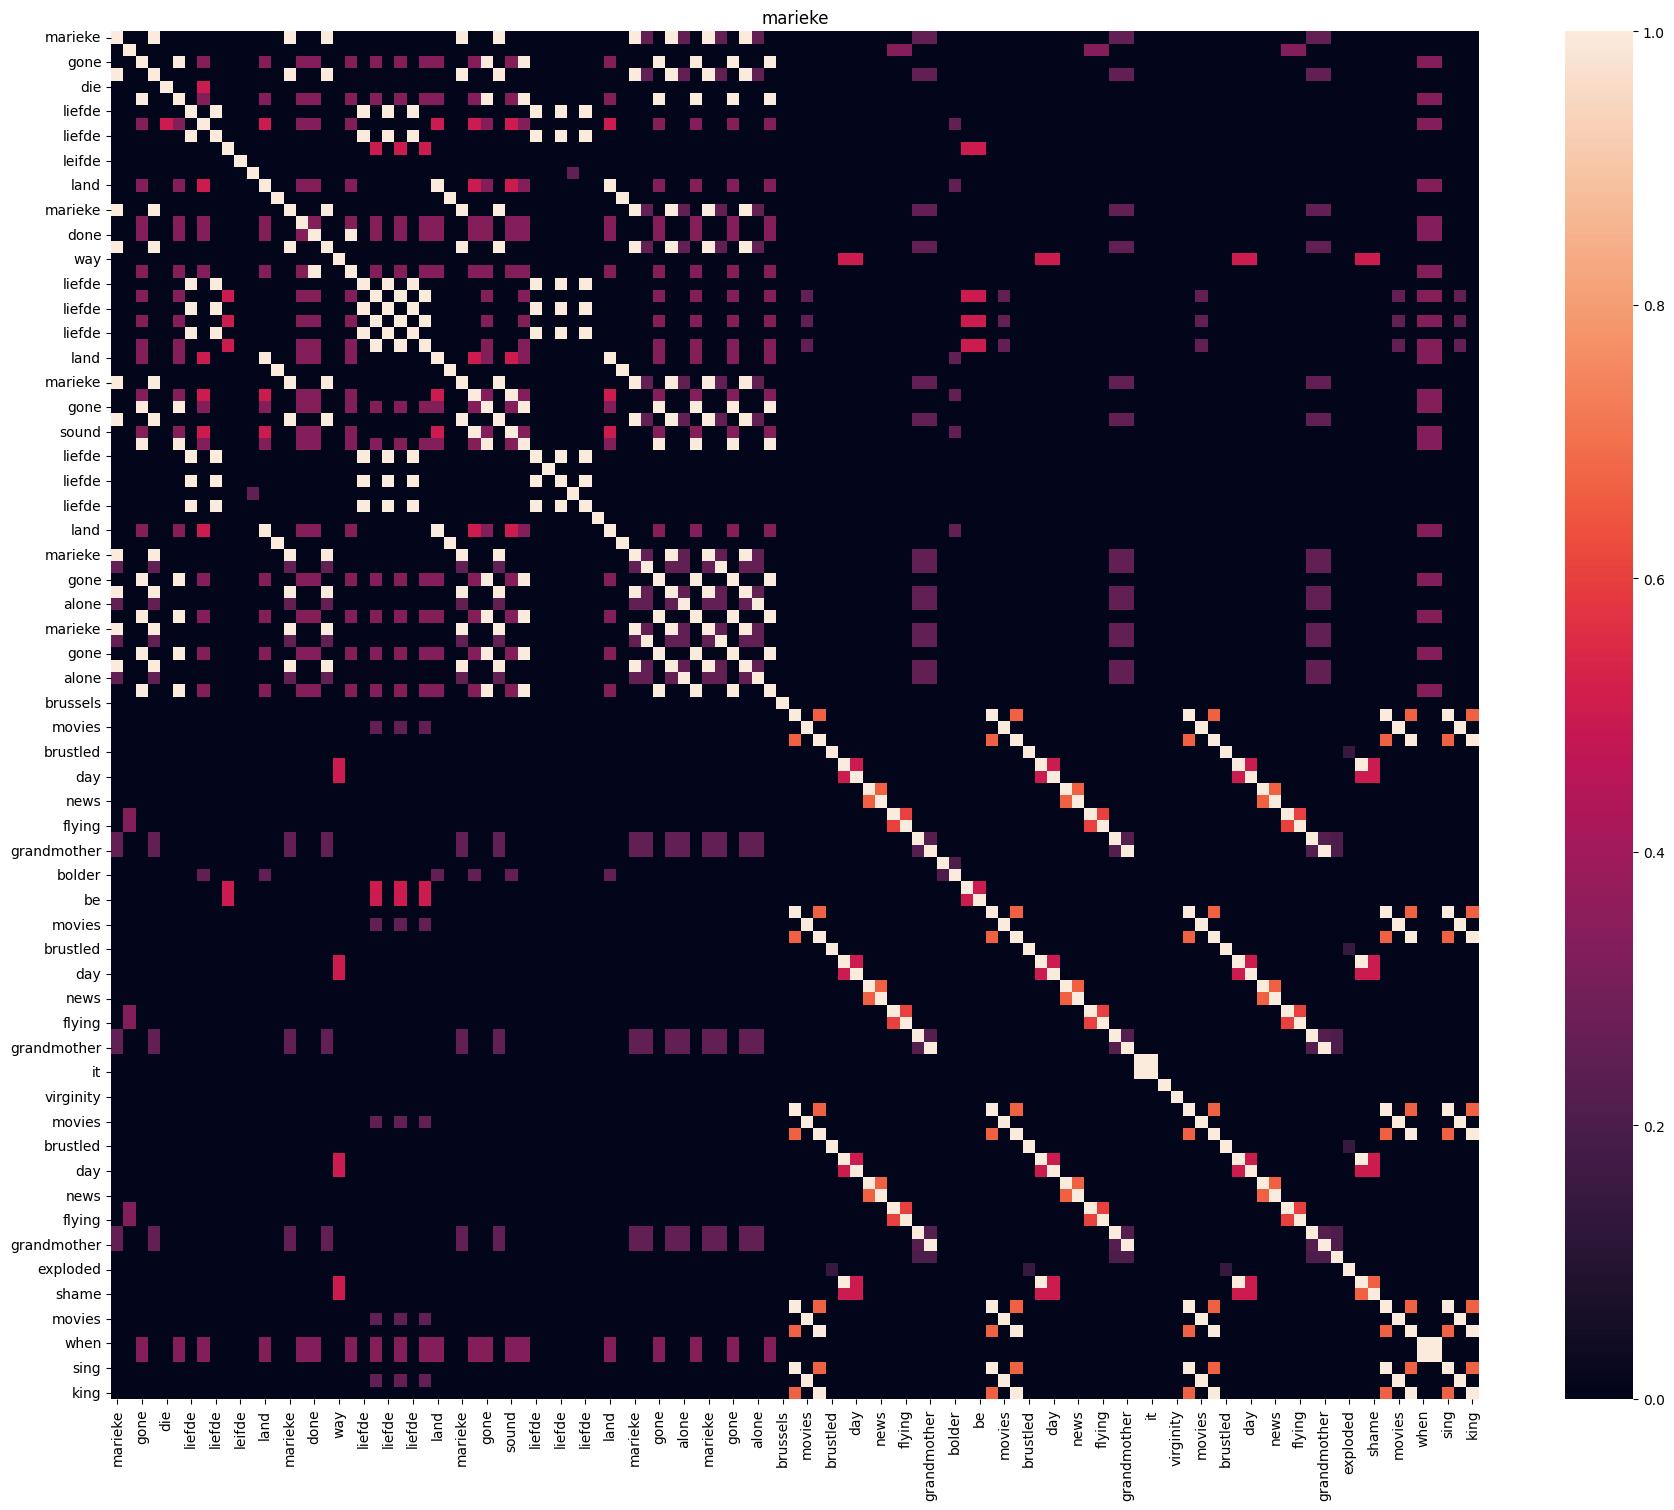 marieke
marieke
gone
die
liefde
liefde
leifde
land
marieke
done
way
liefde
liefde
liefde
land
marieke
gone
sound
liefde
liefde
liefde
land
marieke
gone
alone
marieke
gone
alone
brussels
movies
brustled
day
news
flying
grandmother
bolder
be
movies
brustled
day
news
flying
grandmother
it
virginity
movies
brustled
day
news
flying
grandmother
exploded
shame
movies
when
sing
king
marieke
gone
die
liefde
liefde
leifde
land
marieke
done
way
liefde
liefde
liefde
land
marieke
gone
sound
liefde
liefde
liefde
land
marieke
gone
alone
marieke
gone
alone
brussels
movies
brustled
day
news
flying
grandmother
bolder
be
movies
brustled
day
news
flying
grandmother
it
virginity
movies
brustled
day
news
flying
grandmother
exploded
shame
movies
when
sing
king
1.0
0.8
0.6
0.4
0.2
0.0